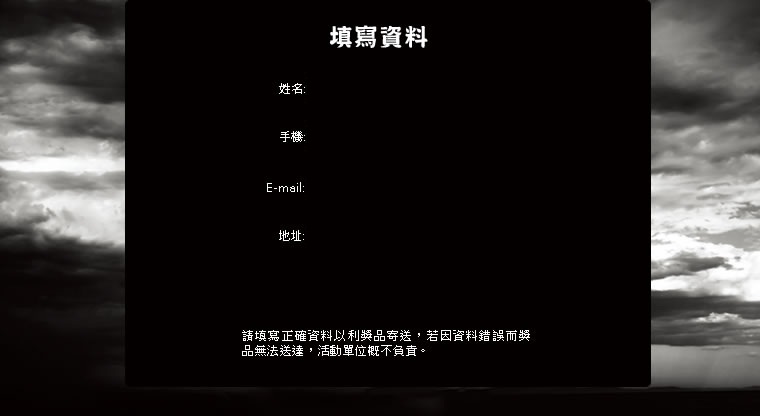 填寫資料
姓名:
手機:
E-mail:
地址:
請填寫正確資料以利獎品寄送，若因資料錯誤而獎
品無法送達，活動單位概不負責。